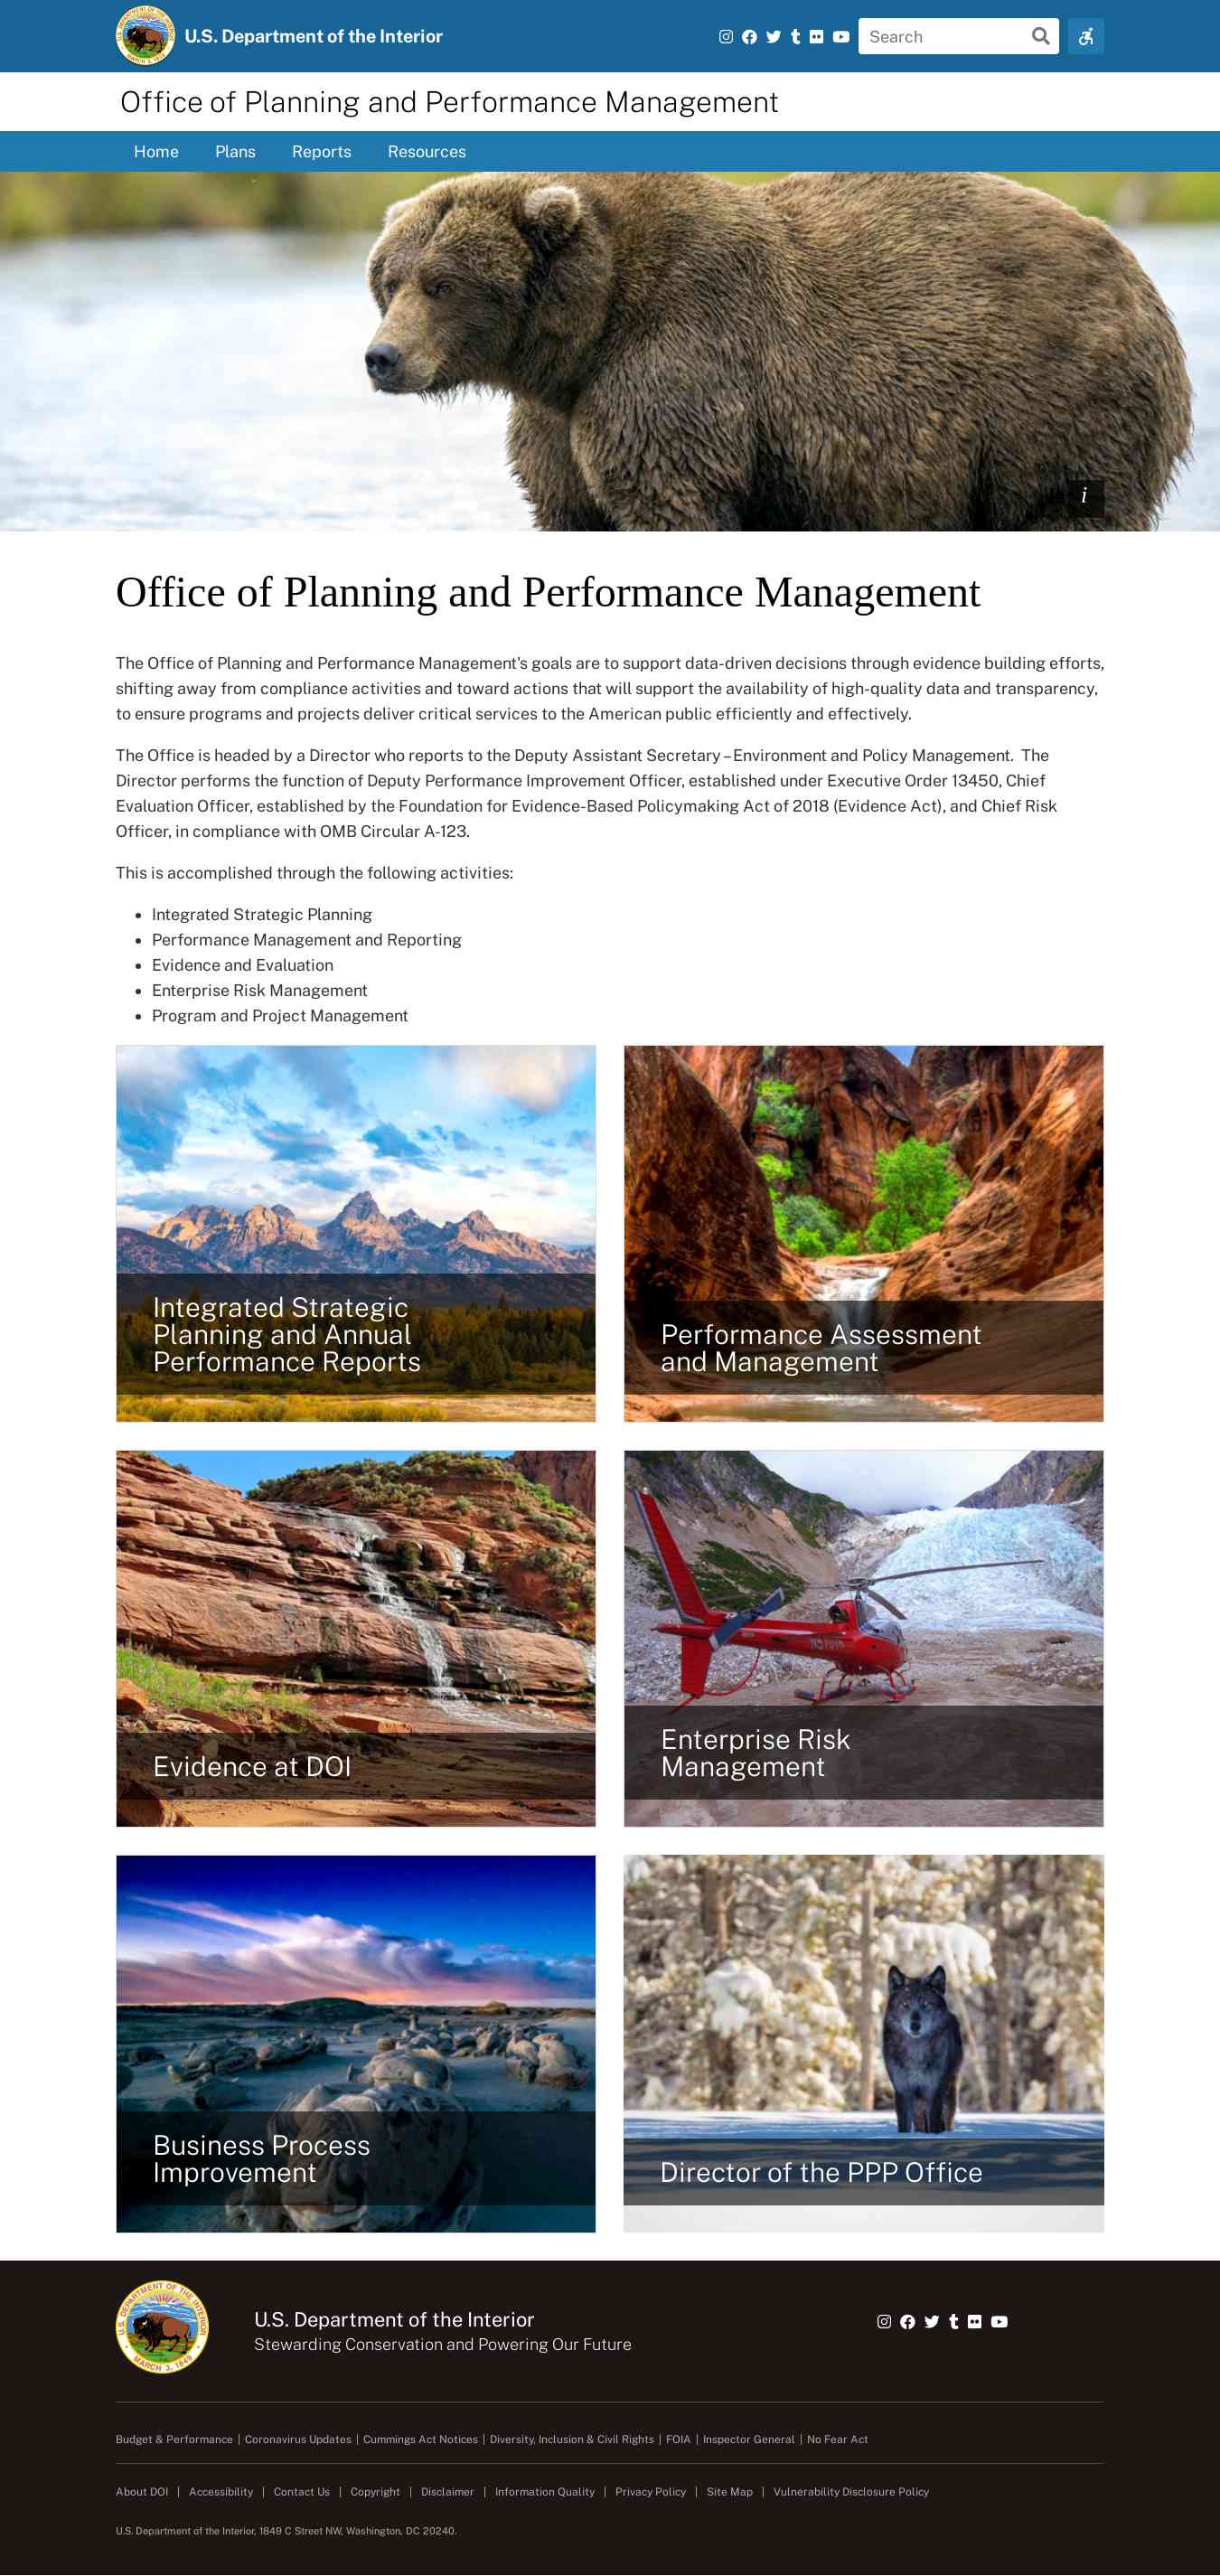 U.S. Department of the Interior
Search
Office of Planning and Performance Management
Home Plans Reports Resources
i
Office of Planning and Performance Management
The Office of Planning and Performance Management's goals are to support data-driven decisions through evidence building efforts,
shifting away from compliance activities and toward actions that will support the availability of high-quality data and transparency,
to ensure programs and projects deliver critical services to the American public efficiently and effectively.
The Office is headed by a Director who reports to the Deputy Assistant Secretary – Environment and Policy Management.  The
Director performs the function of Deputy Performance Improvement Officer, established under Executive Order 13450, Chief
Evaluation Officer, established by the Foundation for Evidence-Based Policymaking Act of 2018 (Evidence Act), and Chief Risk
Officer, in compliance with OMB Circular A-123.
This is accomplished through the following activities:
• Integrated Strategic Planning
• Performance Management and Reporting
• Evidence and Evaluation
• Enterprise Risk Management
• Program and Project Management
Integrated Strategic
Planning and Annual
Performance Reports
Performance Assessment
and Management
Evidence at DOI
Enterprise Risk
Management
Business Process
Improvement
Director of the PPP Office
U.S. DEPARTMENT OF THE INTERIOR
MARCH 3, 1849
U.S. Department of the Interior
Stewarding Conservation and Powering Our Future
Budget & Performance | Coronavirus Updates | Cummings Act Notices | Diversity, Inclusion & Civil Rights | FOIA | Inspector General | No Fear Act
About DOI | Accessibility | Contact Us | Copyright | Disclaimer | Information Quality | Privacy Policy | Site Map | Vulnerability Disclosure Policy
U.S. Department of the Interior, 1849 C Street NW, Washington, DC 20240.